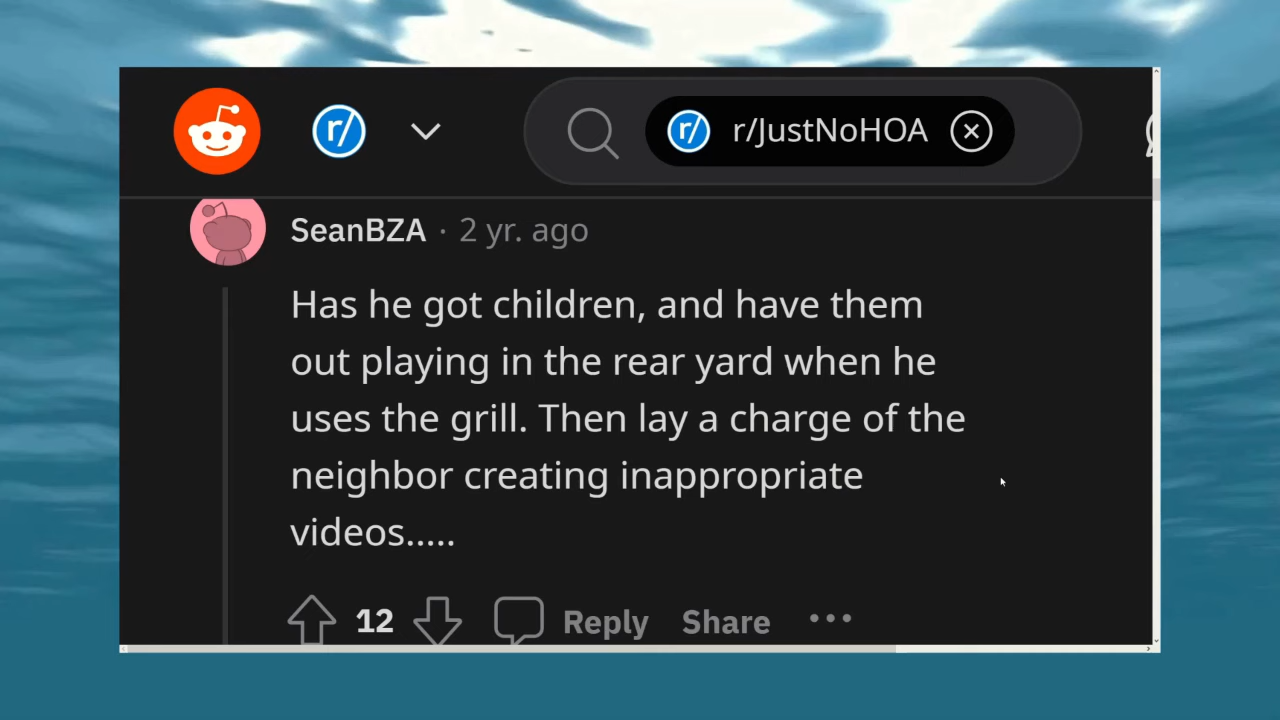 r/ r/ r/JustNoHOA
SeanBZA · 2 yr. ago
Has he got children, and have them
out playing in the rear yard when he
uses the grill. Then lay a charge of the
neighbor creating inappropriate
videos.....
12 Reply Share •••